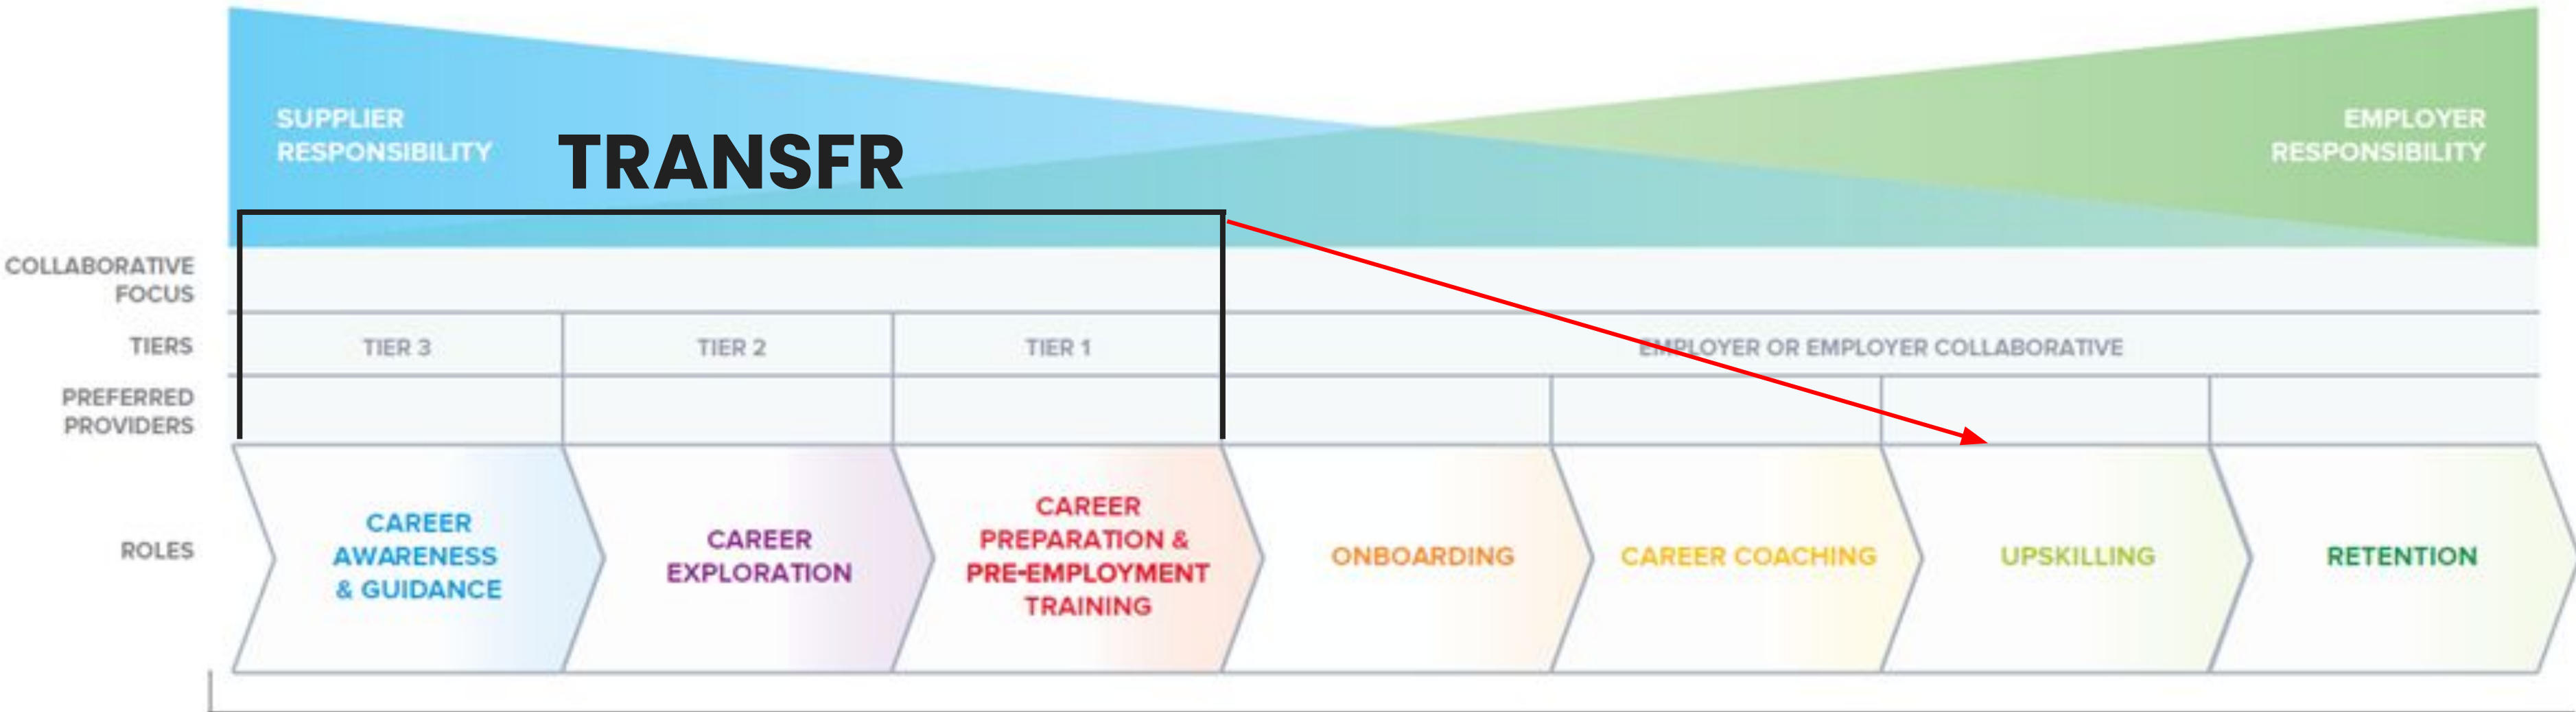 SUPPLIER
RESPONSIBILITY
TRANSFR
EMPLOYER
RESPONSIBILITY
COLLABORATIVE
FOCUS
TIERS
TIER 3
TIER 2
TIER 1
EMPLOYER OR EMPLOYER COLLABORATIVE
PREFERRED
PROVIDERS
ROLES
CAREER
AWARENESS
& GUIDANCE
CAREER
EXPLORATION
CAREER
PREPARATION &
PRE-EMPLOYMENT
TRAINING
ONBOARDING
CAREER COACHING
UPSKILLING
RETENTION